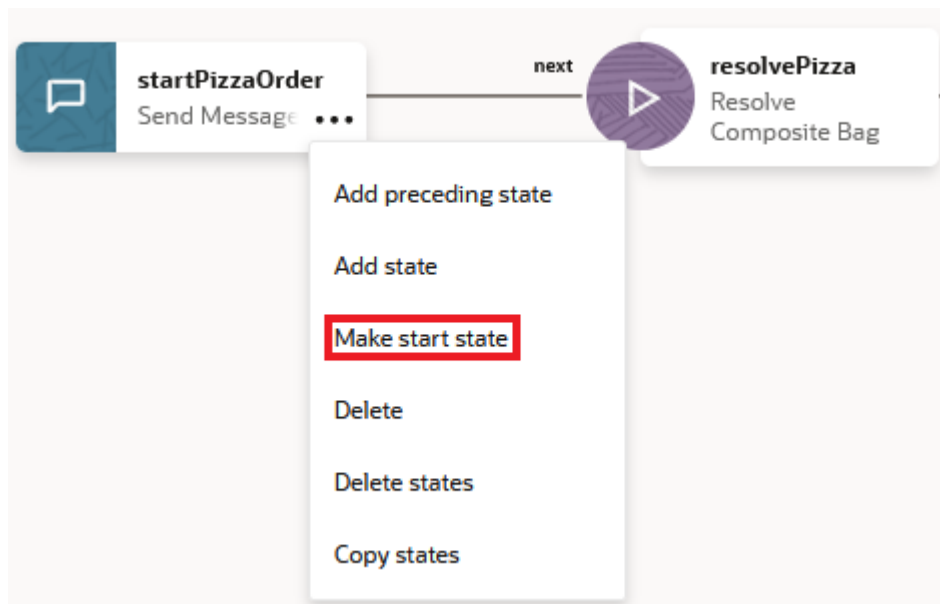 startPizzaOrder
Send Message
next
resolvePizza
Resolve
Composite Bag
Add preceding state
Add state
Make start state
Delete
Delete states
Copy states